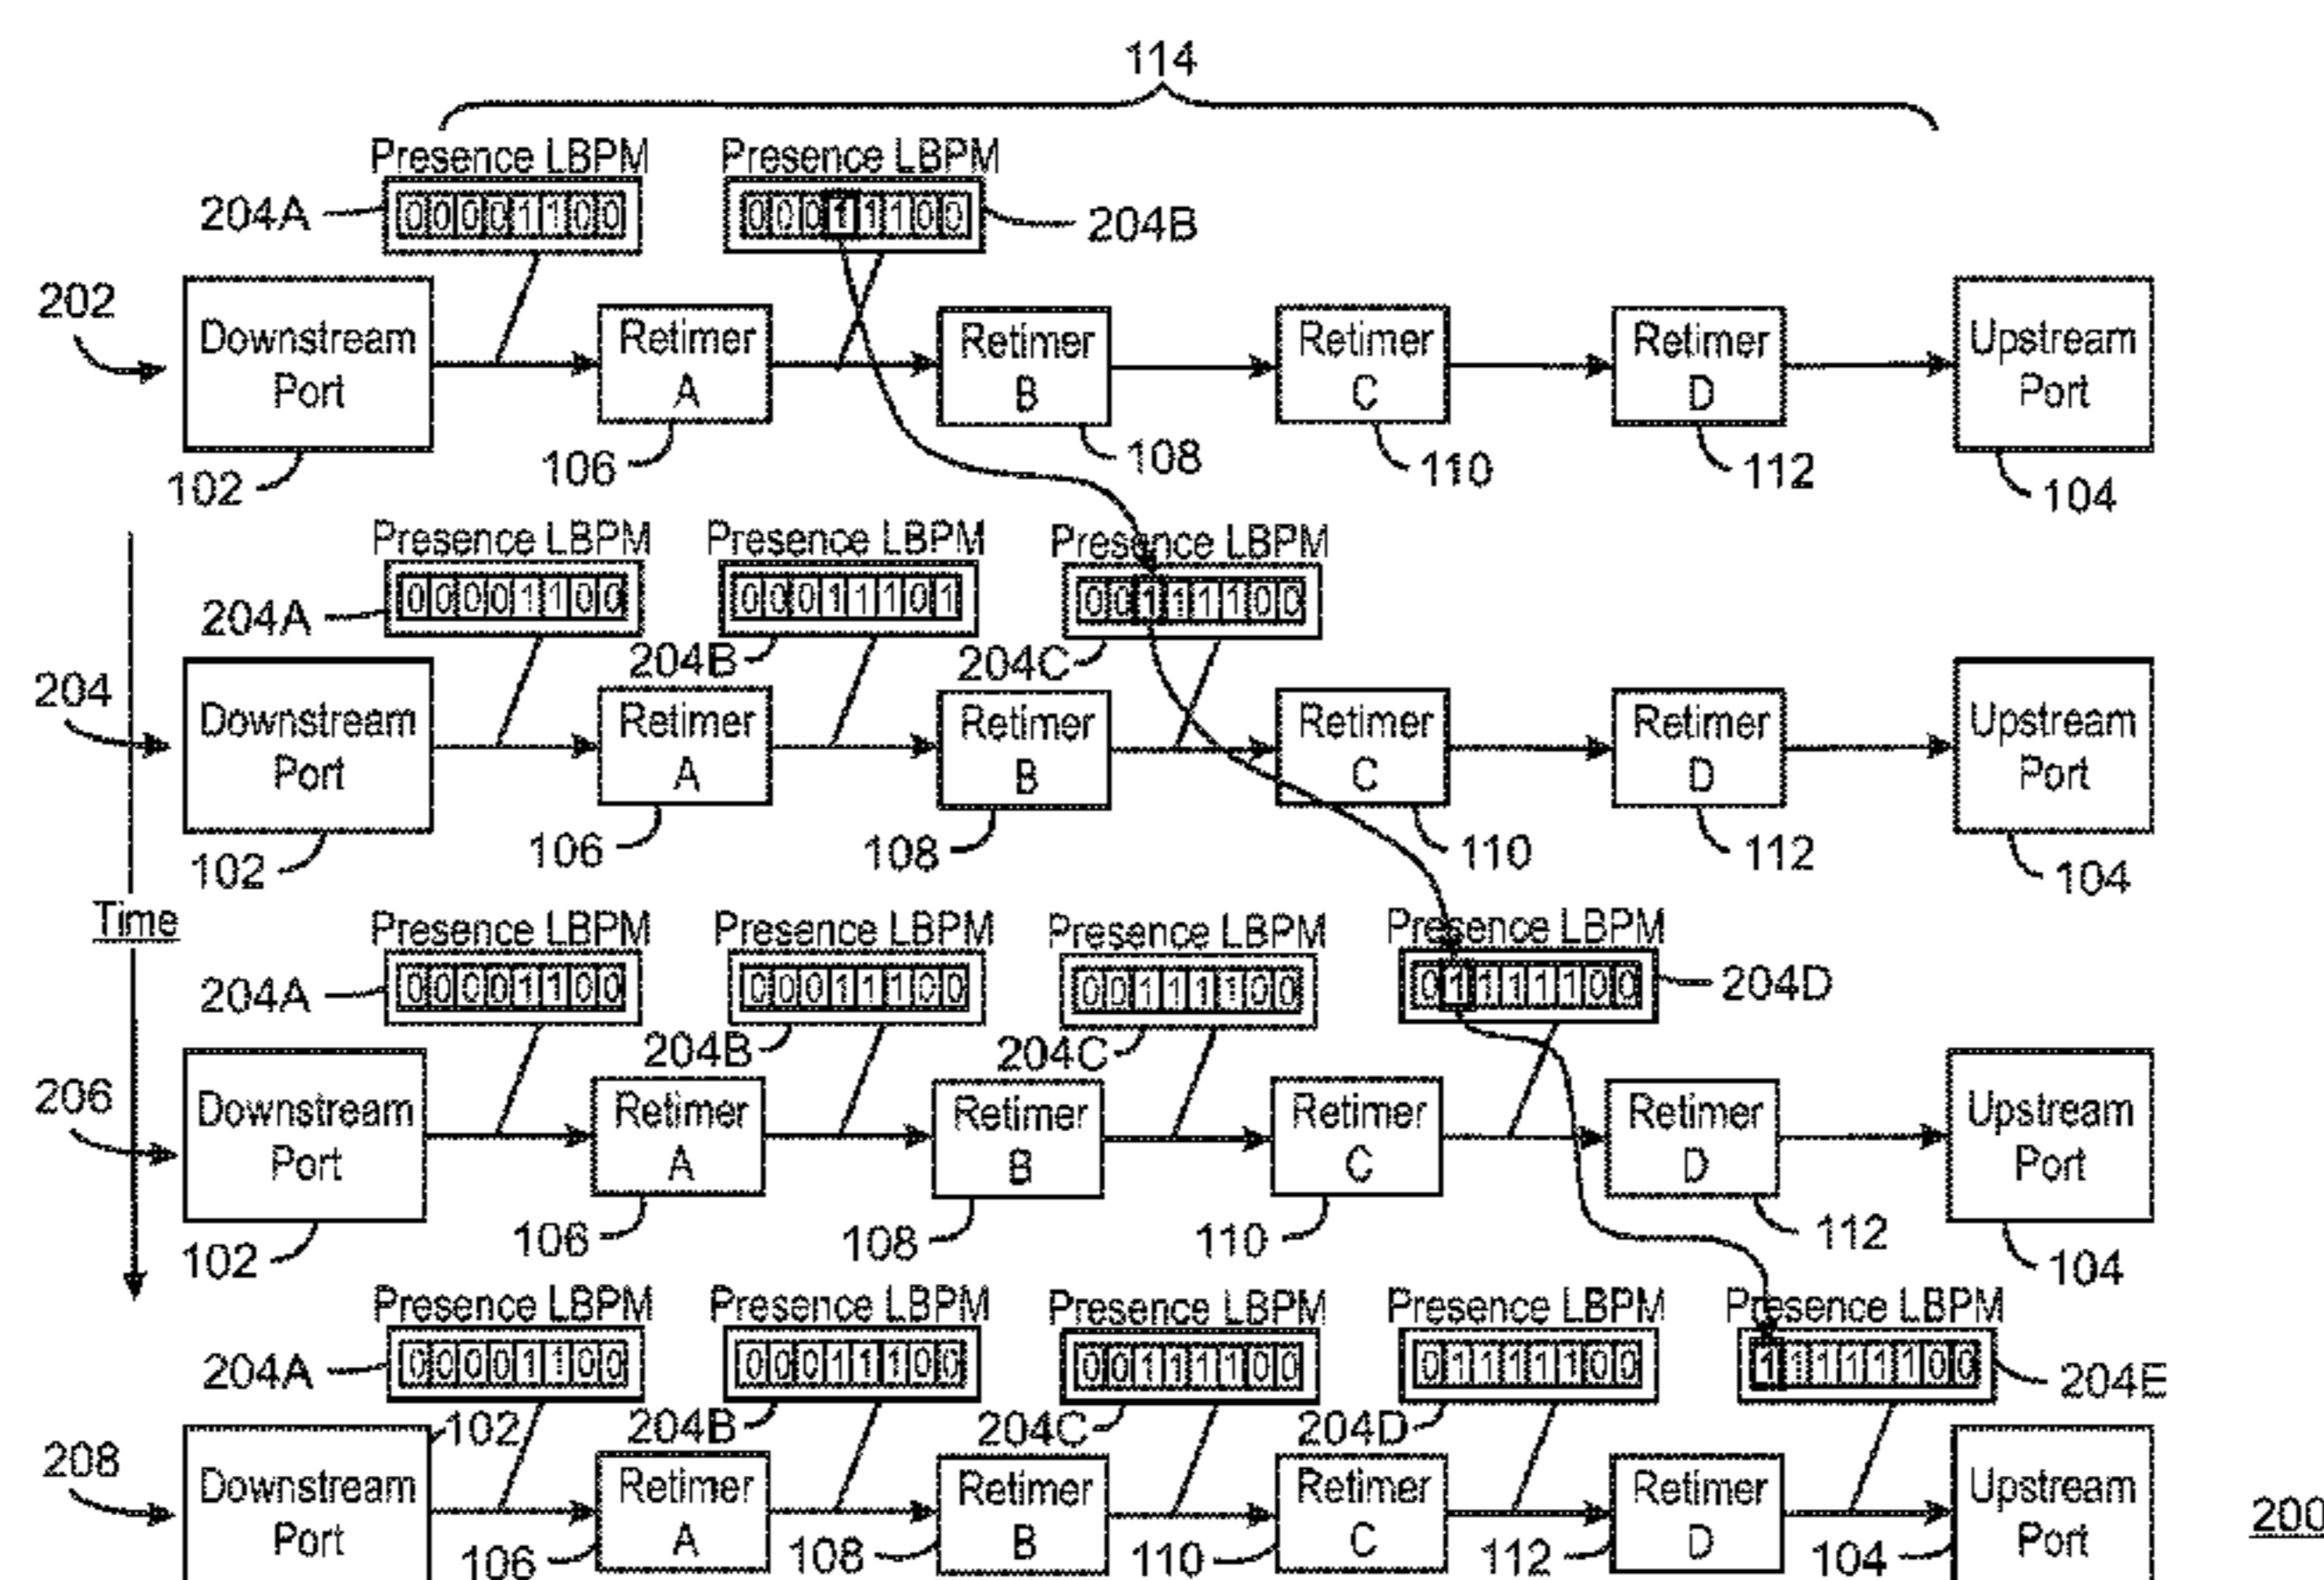 114
Presence LBPM Presence LBPM
204A 00001100 00011100 204B
202 Downstream Port Retimer A Retimer B Retimer C Retimer D Upstream Port
102 106 108 110 112 104
Presence LBPM Presence LBPM Presence LBPM
204A 00001100 00011101 00111100
204B 204C
204 Downstream Port Retimer A Retimer B Retimer C Retimer D Upstream Port
102 106 108 110 112 104
Time
Presence LBPM Presence LBPM Presence LBPM Presence LBPM
204A 00001100 00011100 00111100 01111100 204D
204B 204C
206 Downstream Port Retimer A Retimer B Retimer C Retimer D Upstream Port
102 106 108 110 112 104
Presence LBPM Presence LBPM Presence LBPM Presence LBPM Presence LBPM
204A 00001100 00011100 00111100 01111100 11111100 204E
102 204B 204C 204D
208 Downstream Port Retimer A Retimer B Retimer C Retimer D Upstream Port
106 108 110 112 104
200